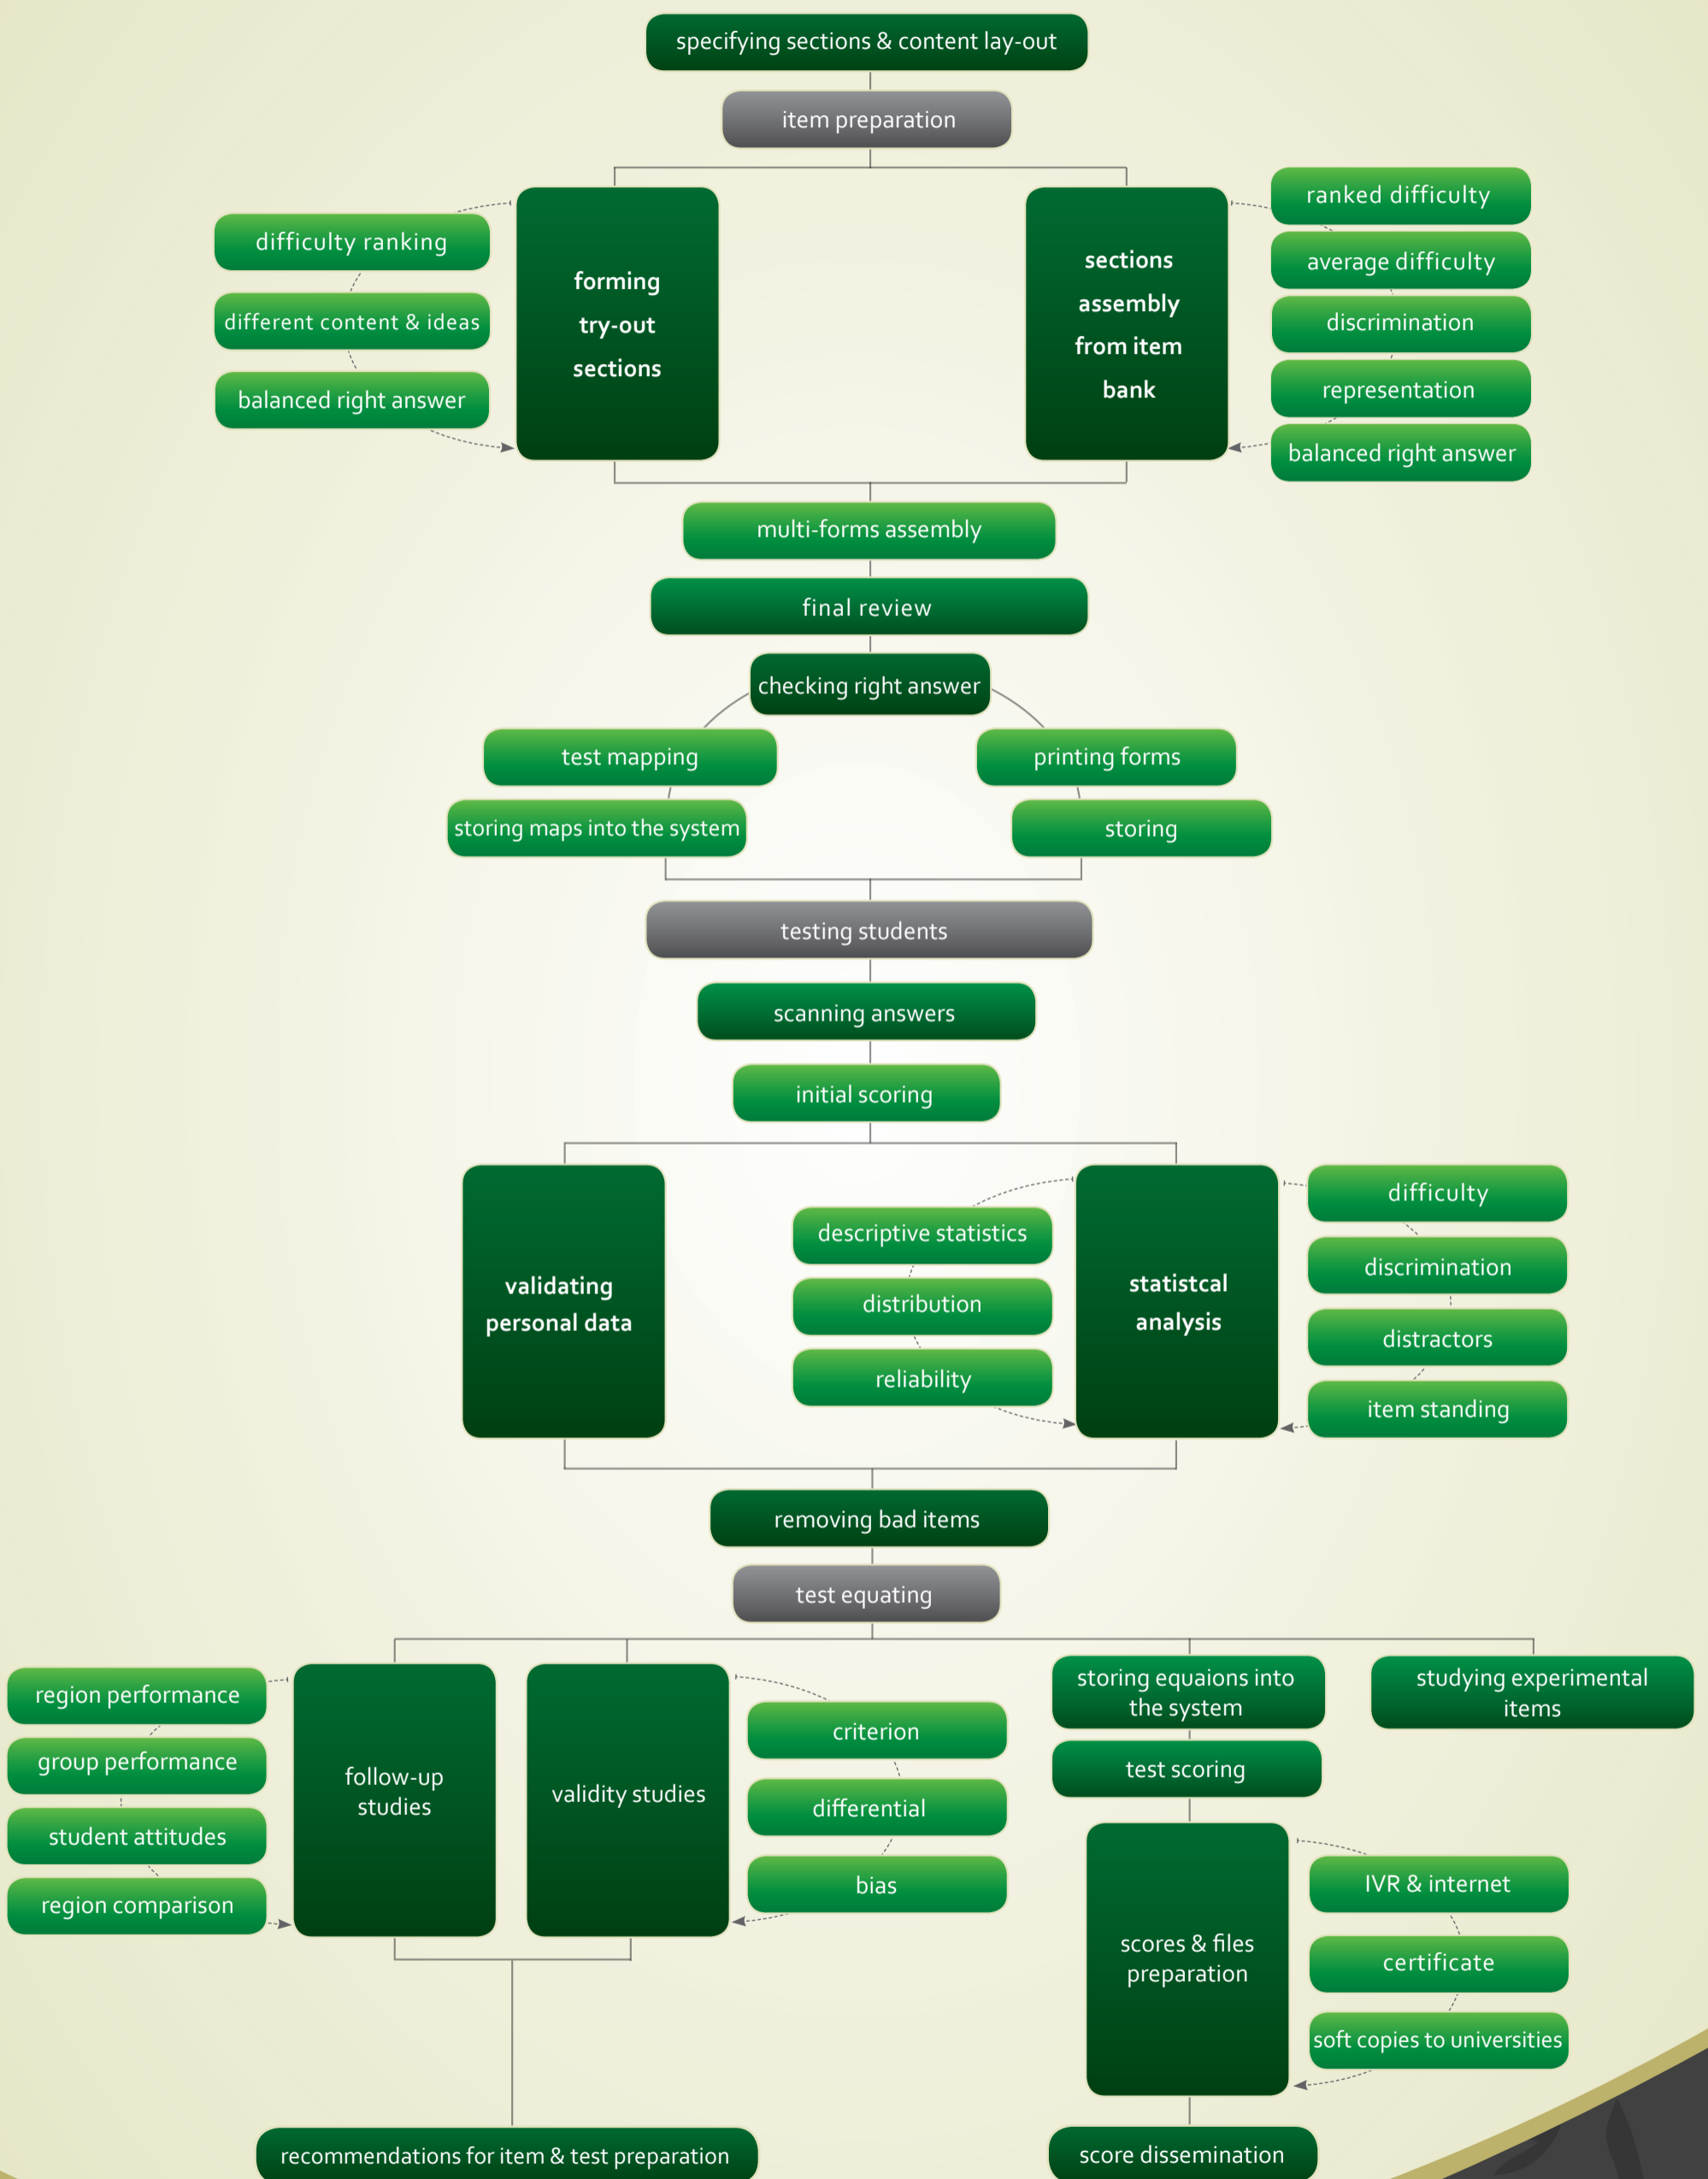 specifying sections & content lay-out
item preparation
difficulty ranking
different content & ideas
balanced right answer
forming
try-out
sections
sections
assembly
from item
bank
ranked difficulty
average difficulty
discrimination
representation
balanced right answer
multi-forms assembly
final review
checking right answer
test mapping
printing forms
storing maps into the system
storing
testing students
scanning answers
initial scoring
validating
personal data
descriptive statistics
distribution
reliability
statistcal
analysis
difficulty
discrimination
distractors
item standing
removing bad items
test equating
region performance
group performance
student attitudes
region comparison
follow-up
studies
validity studies
criterion
differential
bias
storing equaions into
the system
test scoring
studying experimental
items
scores & files
preparation
IVR & internet
certificate
soft copies to universities
recommendations for item & test preparation
score dissemination